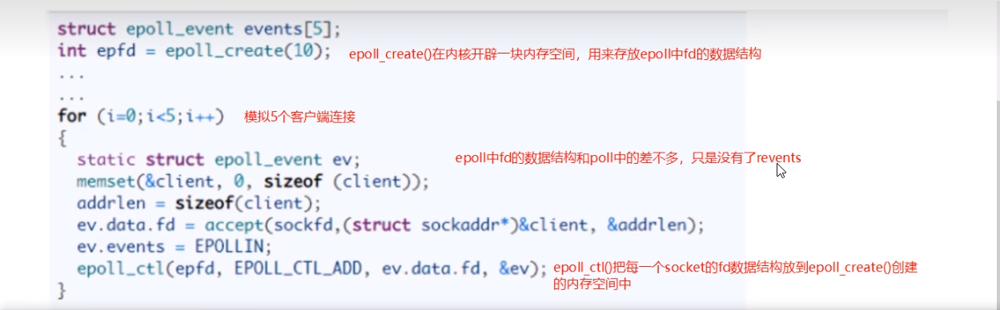 struct epoll_event events[5];
int epfd = epoll_create(10); epoll_create()在内核开辟一块内存空间，用来存放epoll中fd的数据结构
...
...
for (i=0;i<5;i++) 模拟5个客户端连接
{
static struct epoll_event ev; epoll中fd的数据结构和poll中的差不多，只是没有了revents
memset(&client, 0, sizeof (client));
addrlen = sizeof(client);
ev.data.fd = accept(sockfd,(struct sockaddr*)&client, &addrlen);
ev.events = EPOLLIN;
epoll_ctl(epfd, EPOLL_CTL_ADD, ev.data.fd, &ev); epoll_ctl()把每一个socket的fd数据结构放到epoll_create()创建
的内存空间中
}